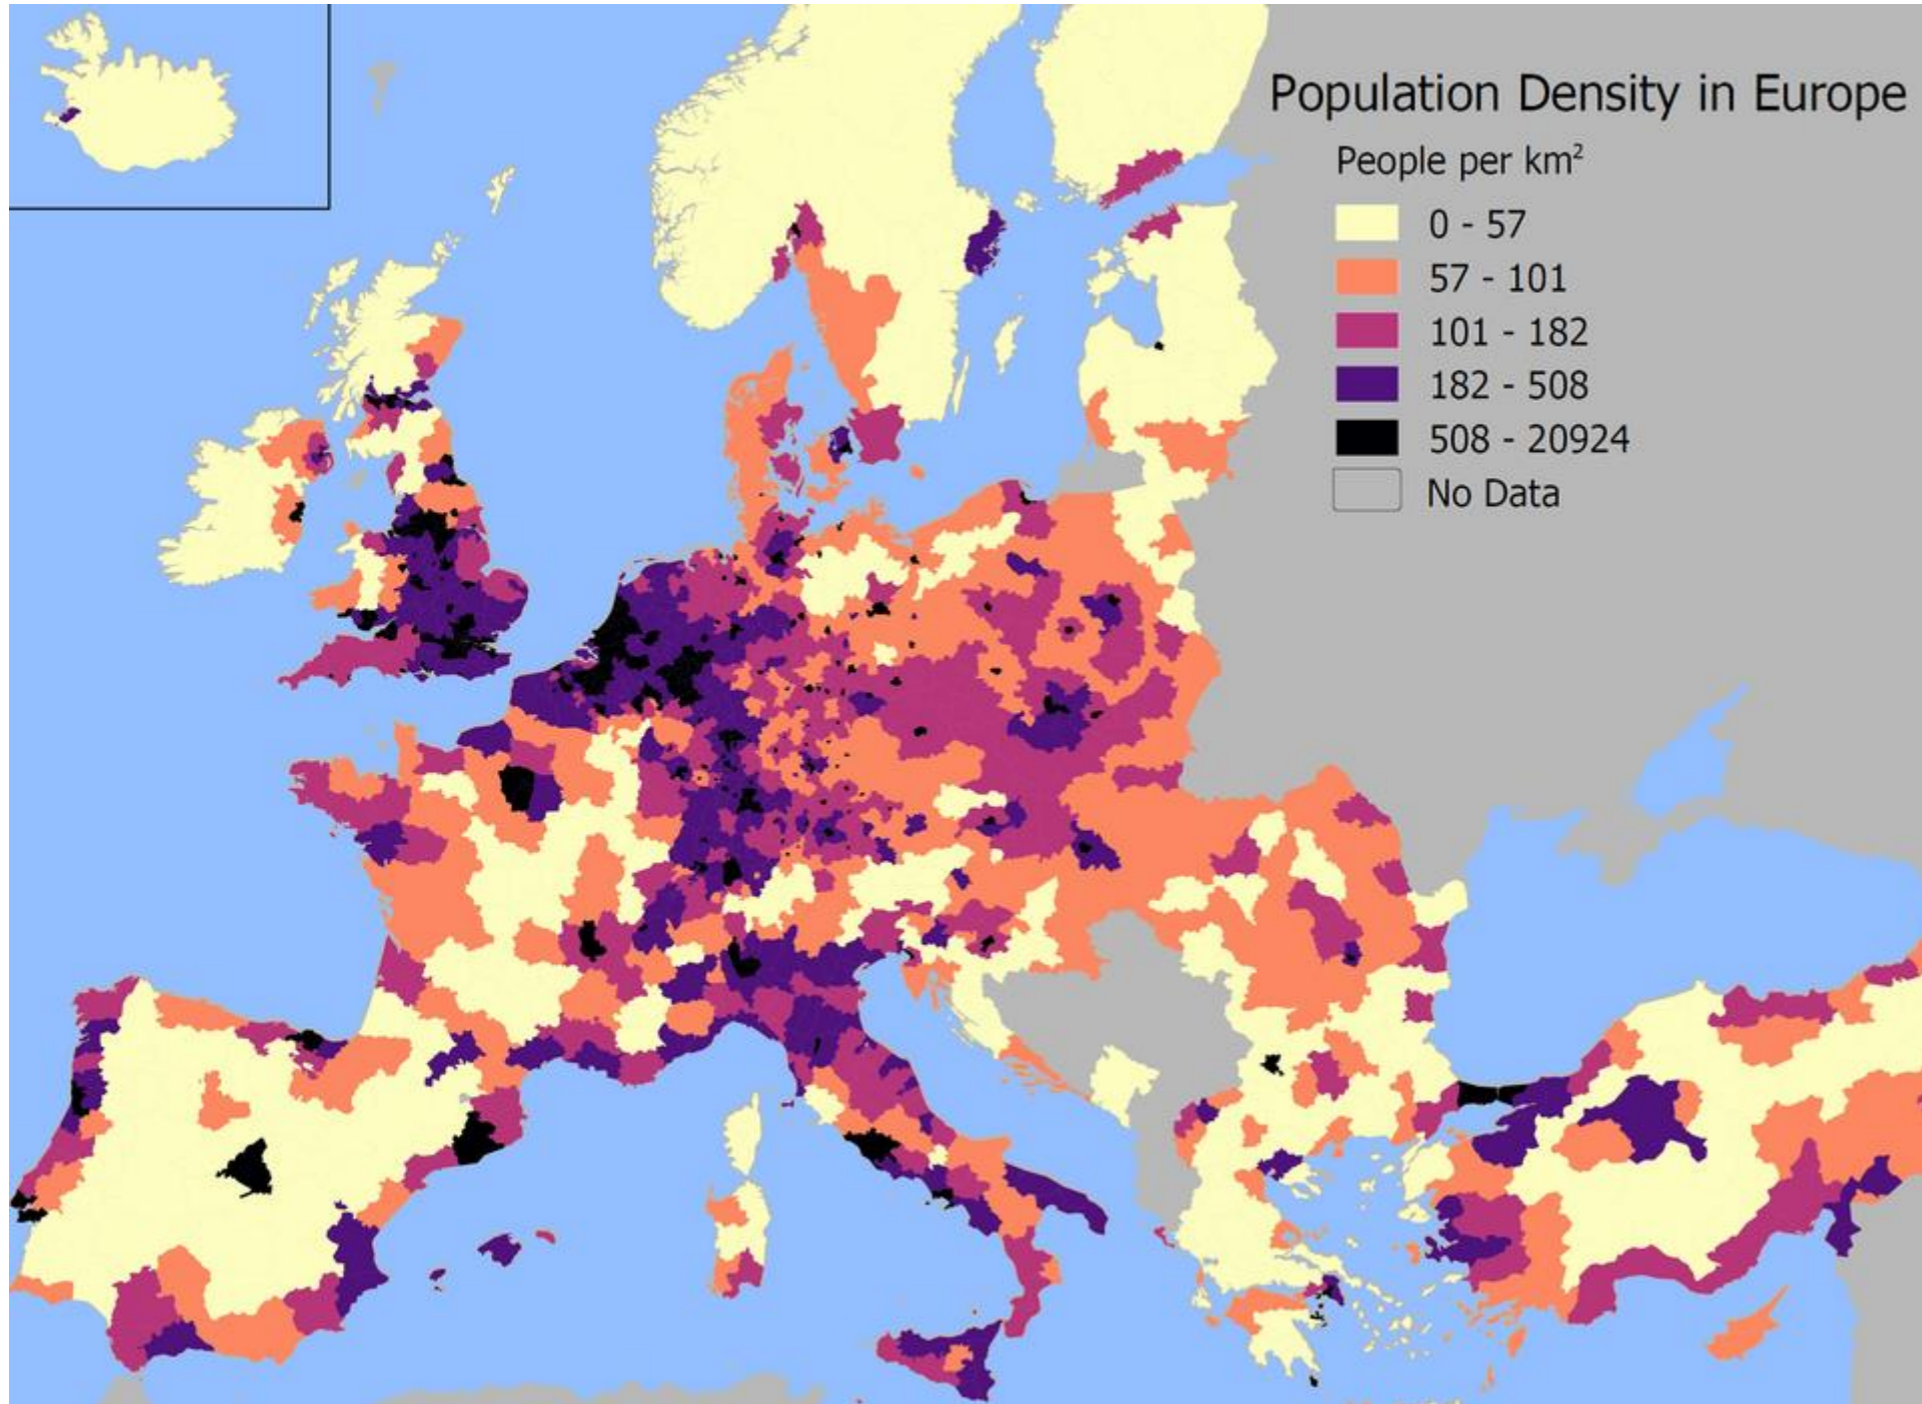 Population Density in Europe
People per km²
0 - 57
57 - 101
101 - 182
182 - 508
508 - 20924
No Data